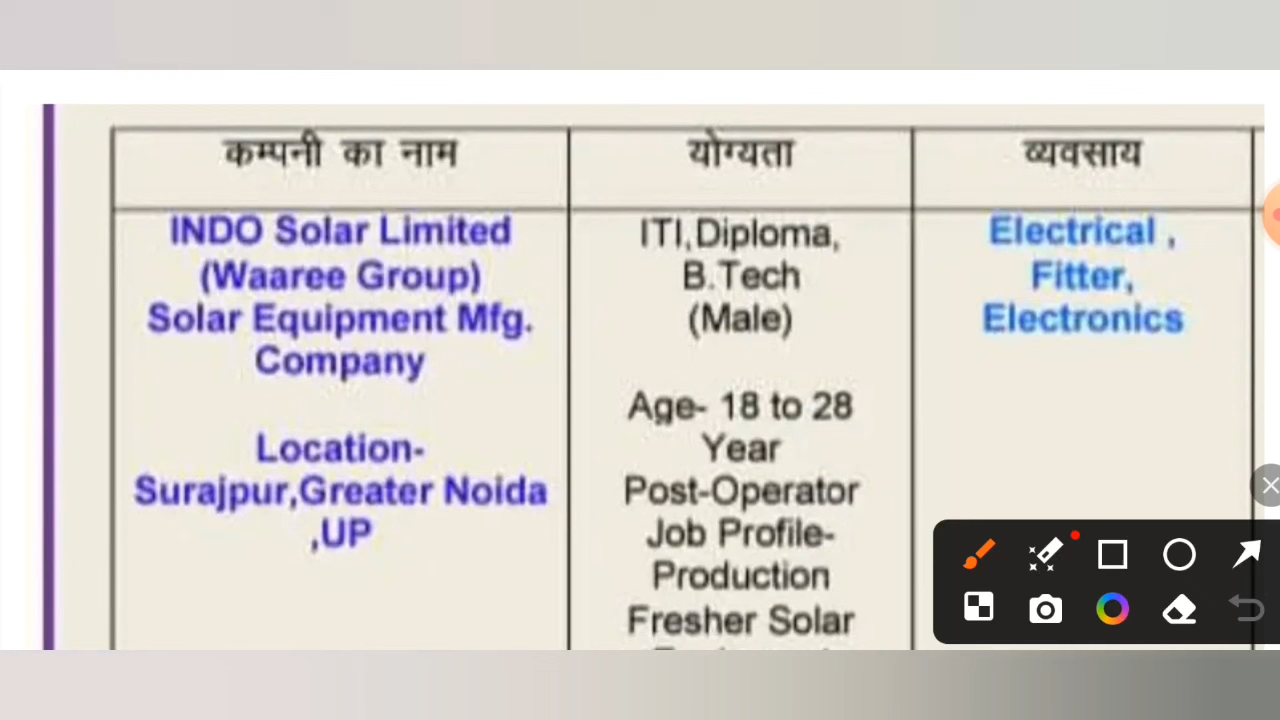 कम्पनी का नाम
योग्यता
व्यवसाय
INDO Solar Limited
(Waaree Group)
Solar Equipment Mfg.
Company
Location-
Surajpur,Greater Noida
,UP
ITI,Diploma,
B.Tech
(Male)
Age- 18 to 28
Year
Post-Operator
Job Profile-
Production
Fresher Solar
Electrical ,
Fitter,
Electronics